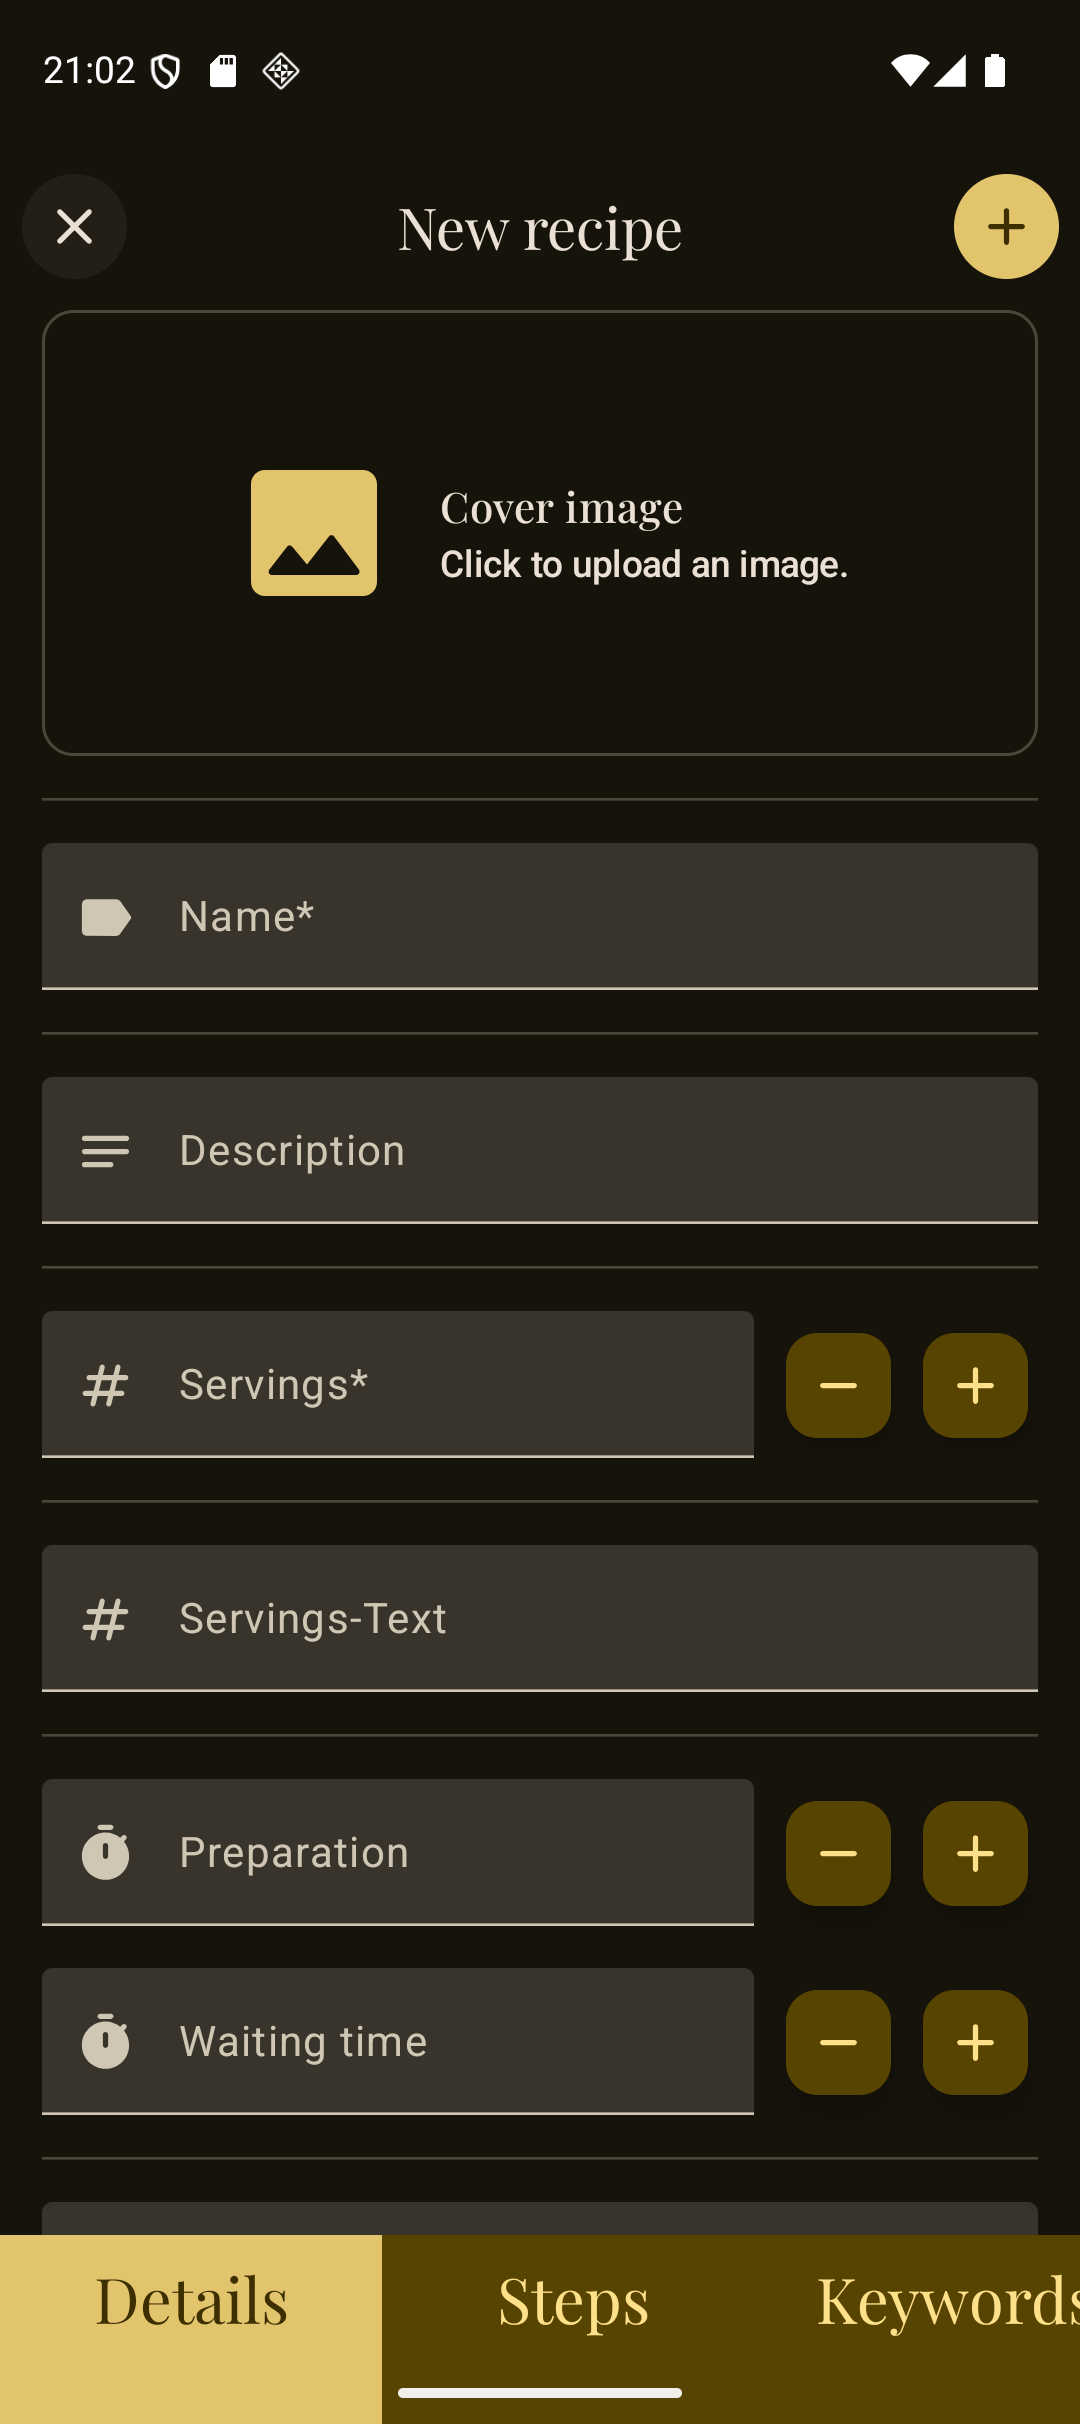 21:02
New recipe
Cover image
Click to upload an image.
Name*
Description
Servings*
Servings-Text
Preparation
Waiting time
Details
Steps
Keywords